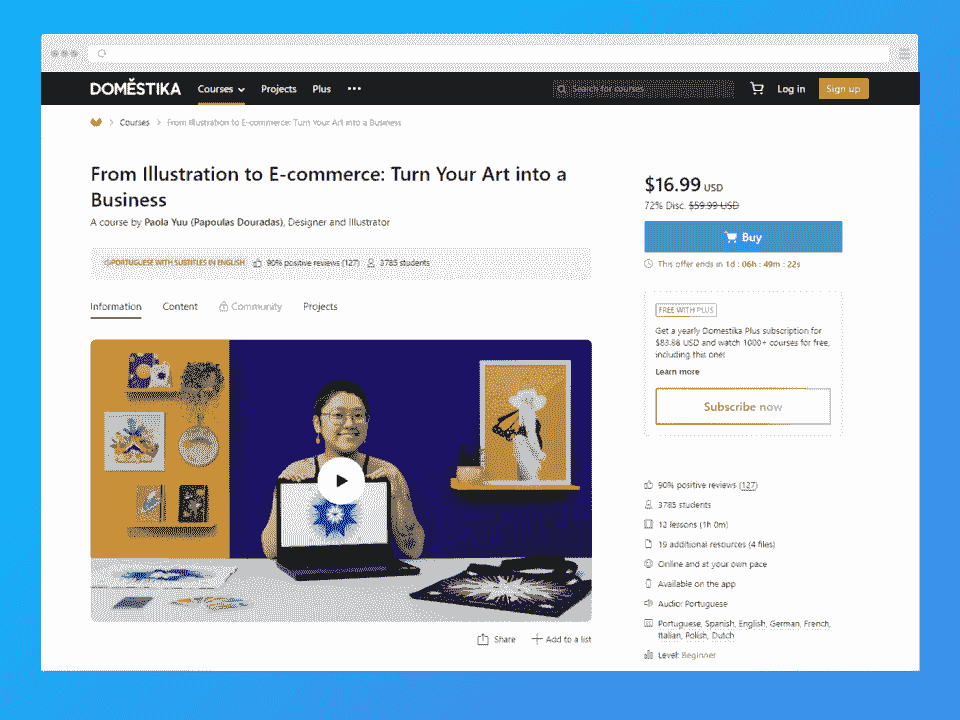 DOMĚSTIKA Courses Projects Plus ••• Search for courses Log in Sign up
Courses > From Illustration to E-commerce: Turn Your Art into a Business
From Illustration to E-commerce: Turn Your Art into a
Business
A course by Paola Yuu (Papoulas Douradas), Designer and Illustrator
PORTUGUESE WITH SUBTITLES IN ENGLISH 90% positive reviews (127) 3785 students
Information Content Community Projects
Share Add to a list
$16.99 USD
72% Disc. $59.99 USD
Buy
This offer ends in 1d : 06h : 49m : 22s
FREE WITH PLUS
Get a yearly Domestika Plus subscription for
$83.88 USD and watch 1000+ courses for free,
including this one!
Learn more
Subscribe now
90% positive reviews (127)
3785 students
12 lessons (1h 0m)
19 additional resources (4 files)
Online and at your own pace
Available on the app
Audio: Portuguese
Portuguese, Spanish, English, German, French,
Italian, Polish, Dutch
Level: Beginner